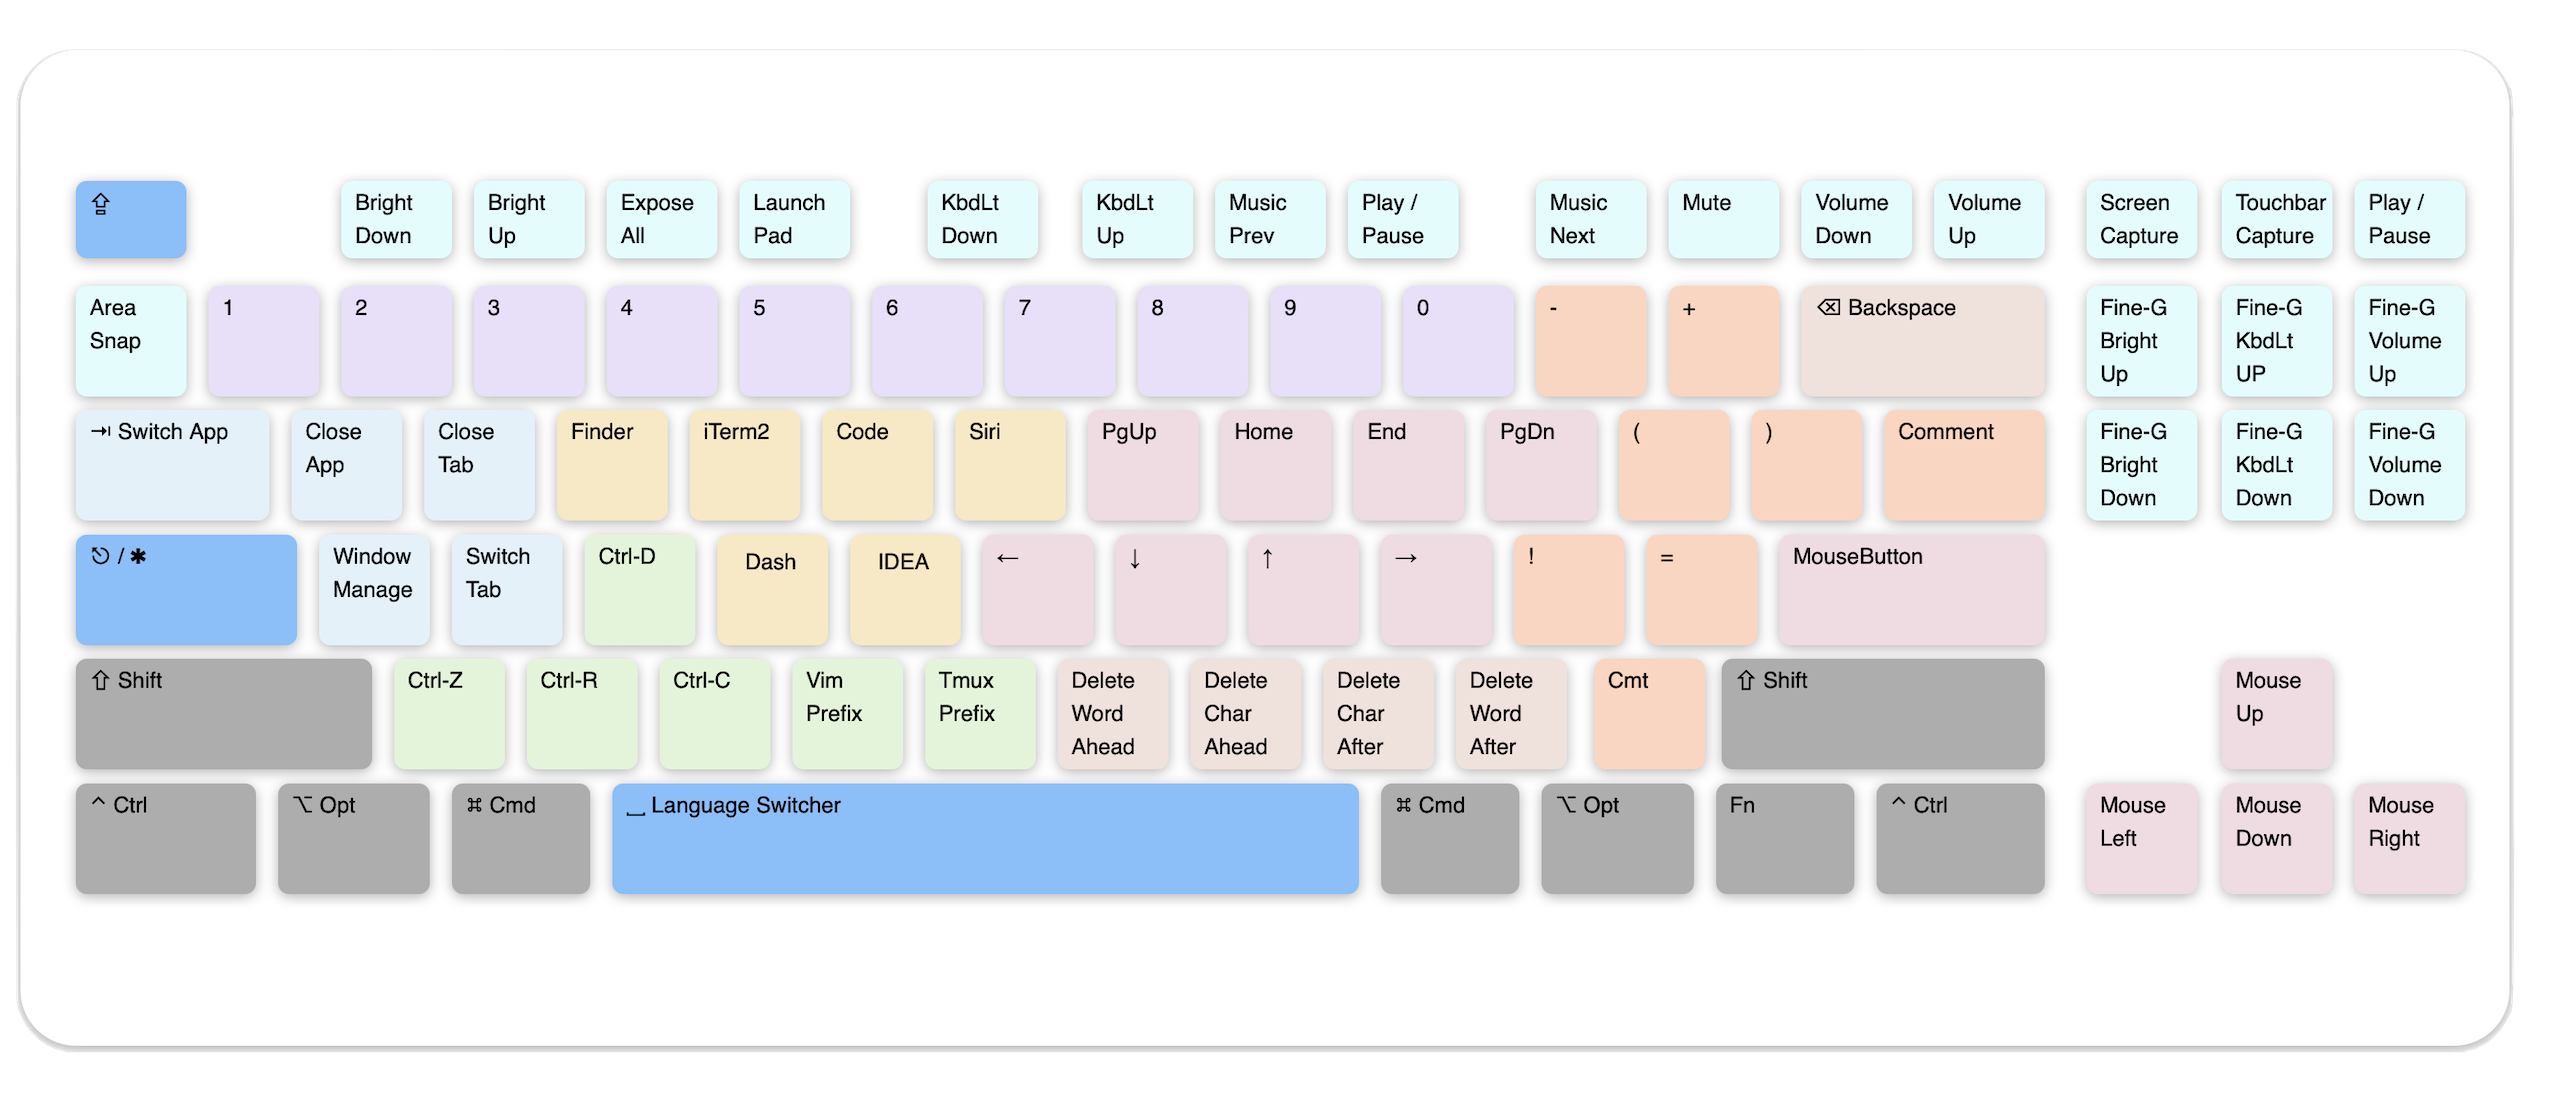 ⇪
Bright
Down
Bright
Up
Expose
All
Launch
Pad
KbdLt
Down
KbdLt
Up
Music
Prev
Play /
Pause
Music
Next
Mute
Volume
Down
Volume
Up
Screen
Capture
Touchbar
Capture
Play /
Pause
Area
Snap
1
2
3
4
5
6
7
8
9
0
-
+
⌫ Backspace
Fine-G
Bright
Up
Fine-G
KbdLt
UP
Fine-G
Volume
Up
⇥ Switch App
Close
App
Close
Tab
Finder
iTerm2
Code
Siri
PgUp
Home
End
PgDn
(
)
Comment
Fine-G
Bright
Down
Fine-G
KbdLt
Down
Fine-G
Volume
Down
⎋ / ✱
Window
Manage
Switch
Tab
Ctrl-D
Dash
IDEA
←
↓
↑
→
!
=
MouseButton
⇧ Shift
Ctrl-Z
Ctrl-R
Ctrl-C
Vim
Prefix
Tmux
Prefix
Delete
Word
Ahead
Delete
Char
Ahead
Delete
Char
After
Delete
Word
After
Cmt
⇧ Shift
Mouse
Up
⌃ Ctrl
⌥ Opt
⌘ Cmd
⎵ Language Switcher
⌘ Cmd
⌥ Opt
Fn
⌃ Ctrl
Mouse
Left
Mouse
Down
Mouse
Right